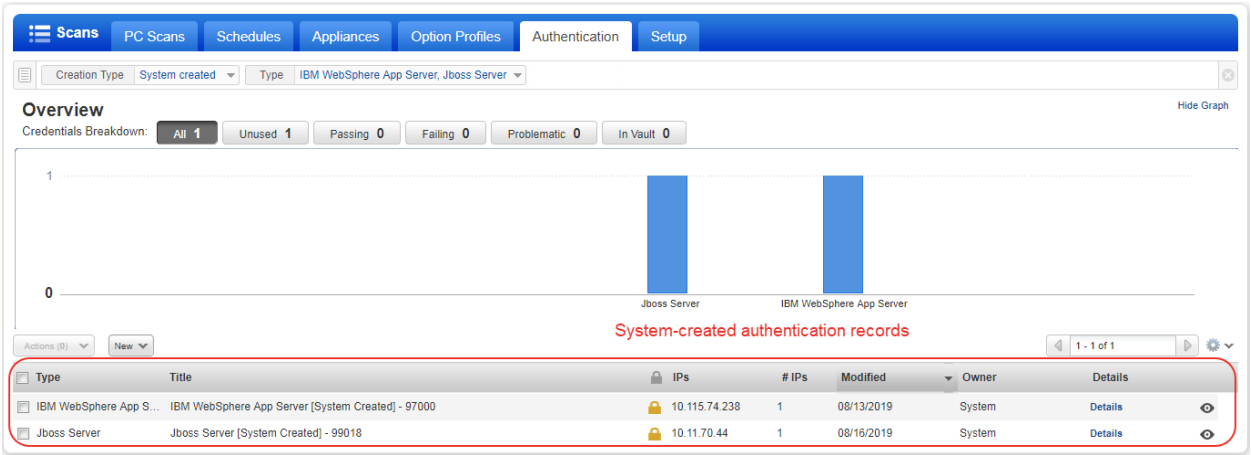 Scans PC Scans Schedules Appliances Option Profiles Authentication Setup
Creation Type System created Type IBM WebSphere App Server, Jboss Server
Overview
Hide Graph
Credentials Breakdown: All 1 Unused 1 Passing 0 Failing 0 Problematic 0 In Vault 0
1
0
Jboss Server IBM WebSphere App Server
System-created authentication records
Actions (0) New 1 - 1 of 1
Type Title IPs # IPs Modified Owner Details
IBM WebSphere App S... IBM WebSphere App Server [System Created] - 97000 10.115.74.238 1 08/13/2019 System Details
Jboss Server Jboss Server [System Created] - 99018 10.11.70.44 1 08/16/2019 System Details